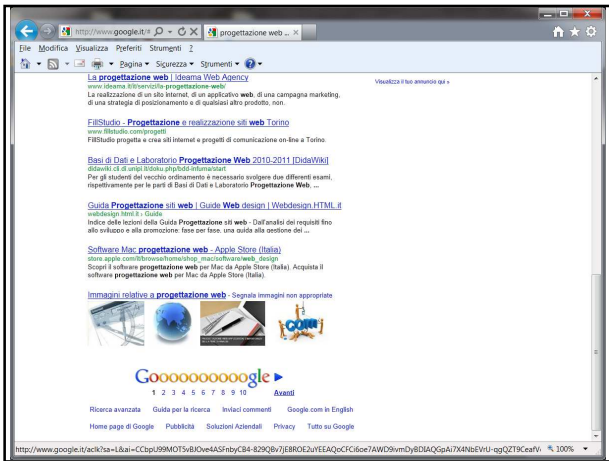 http://www.google.it/#
progettazione web ...
File Modifica Visualizza Preferiti Strumenti ?
Pagina Sicurezza Strumenti
La progettazione web | Ideama Web Agency
www.ideama.it/it/servizi/la-progettazione-web/
La realizzazione di un sito internet, di un applicativo web, di una campagna marketing,
di una strategia di posizionamento e di qualsiasi altro prodotto, non.
Visualizza il tuo annuncio qui »
FillStudio - Progettazione e realizzazione siti web Torino
www.fillstudio.com/progetti
FillStudio progetta e crea siti internet e progetti di comunicazione on-line a Torino.
Basi di Dati e Laboratorio Progettazione Web 2010-2011 [DidaWiki]
didawiki.cli.di.unipi.it/doku.php/bdd-infuma/start
Per gli studenti del vecchio ordinamento è necessario svolgere due differenti esami,
rispettivamente per le parti di Basi di Dati e Laboratorio Progettazione Web, ...
Guida Progettazione siti web | Guide Web design | Webdesign.HTML.it
webdesign.html.it › Guide
Indice delle lezioni della Guida Progettazione siti web - Dall'analisi dei requisiti fino
allo sviluppo e alla promozione: fase per fase, una guida alla gestione dei ...
Software Mac progettazione web - Apple Store (Italia)
store.apple.com/it/browse/home/shop_mac/software/web_design
Scopri il software progettazione web per Mac da Apple Store (Italia). Acquista il
software progettazione web per Mac da Apple Store (Italia).
Immagini relative a progettazione web - Segnala immagini non appropriate
.COM
Goooooooooogle
1 2 3 4 5 6 7 8 9 10 Avanti
Ricerca avanzata Guida per la ricerca Inviaci commenti Google.com in English
Home page di Google Pubblicità Soluzioni Aziendali Privacy Tutto su Google
100%